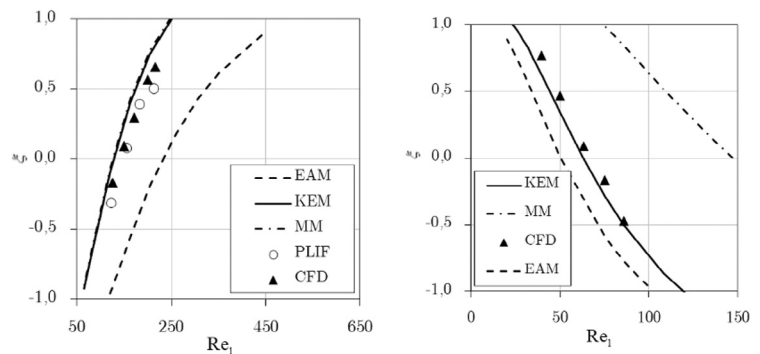 1,0
0,5
0,0
-0,5
-1,0
ξ
50
250
450
650
Re1
EAM
KEM
MM
PLIF
CFD
1,0
0,5
0,0
-0,5
-1,0
ξ
0
50
100
150
Re1
KEM
MM
CFD
EAM